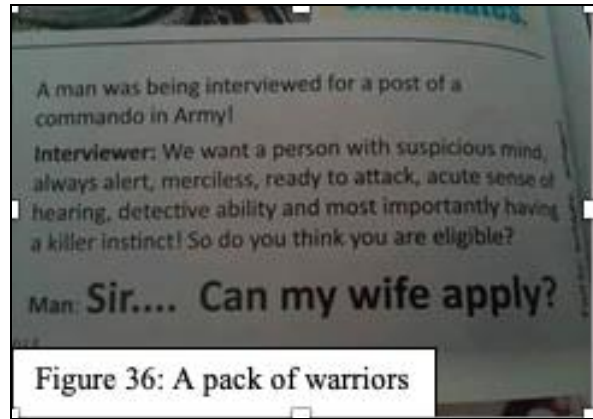 A man was being interviewed for a post of a
commando in Army!
Interviewer: We want a person with suspicious mind,
always alert, merciless, ready to attack, acute sense of
hearing, detective ability and most importantly having
a killer instinct! So do you think you are eligible?
Man: Sir.... Can my wife apply?
Figure 36: A pack of warriors